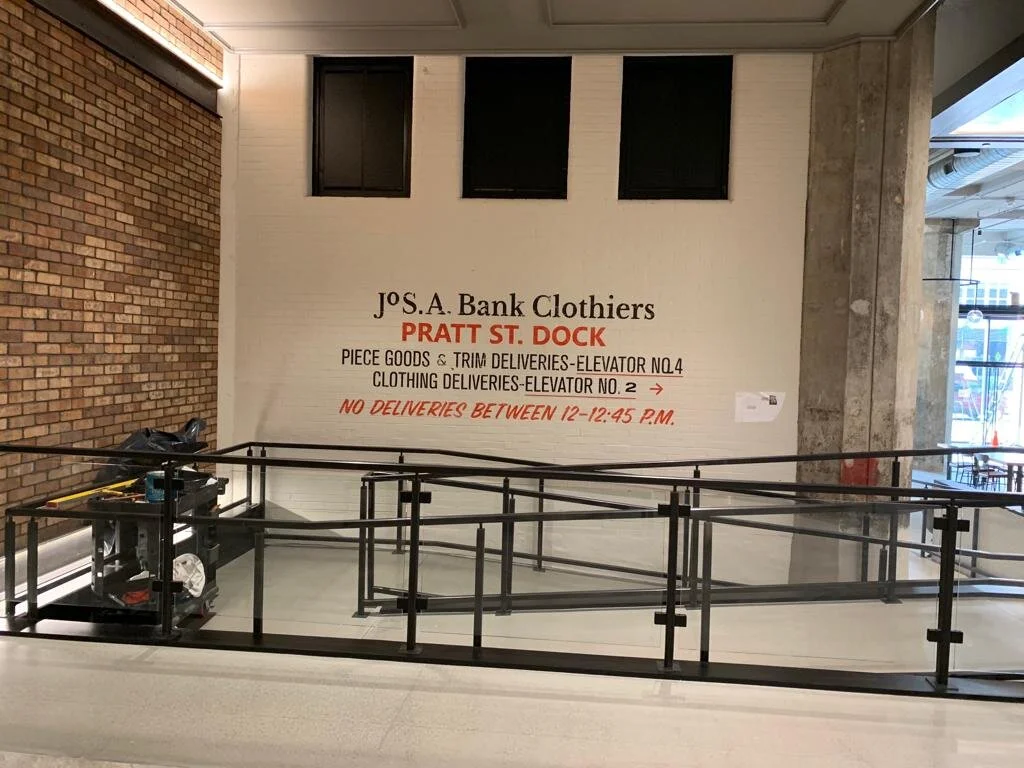 JoS.A. Bank Clothiers
PRATT ST. DOCK
PIECE GOODS & TRIM DELIVERIES-ELEVATOR NO.4
CLOTHING DELIVERIES-ELEVATOR NO. 2 →
NO DELIVERIES BETWEEN 12-12:45 P.M.